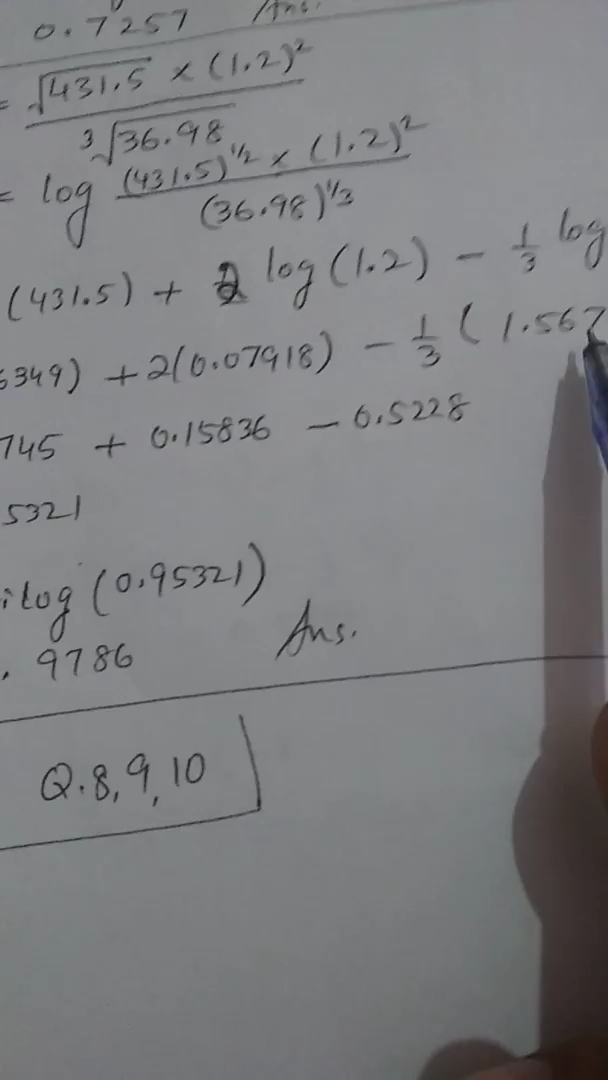 0.7257 Ans.
= √431.5 × (1.2)² / ³√36.98
= log (431.5)^1/2 × (1.2)² / (36.98)^1/3
(431.5) + 2 log (1.2) - 1/3 log
6349) + 2(0.07918) - 1/3 ( 1.567
745 + 0.15836 - 0.5228
5321
ilog (0.95321)
. 9786 Ans.
Q.8, 9, 10